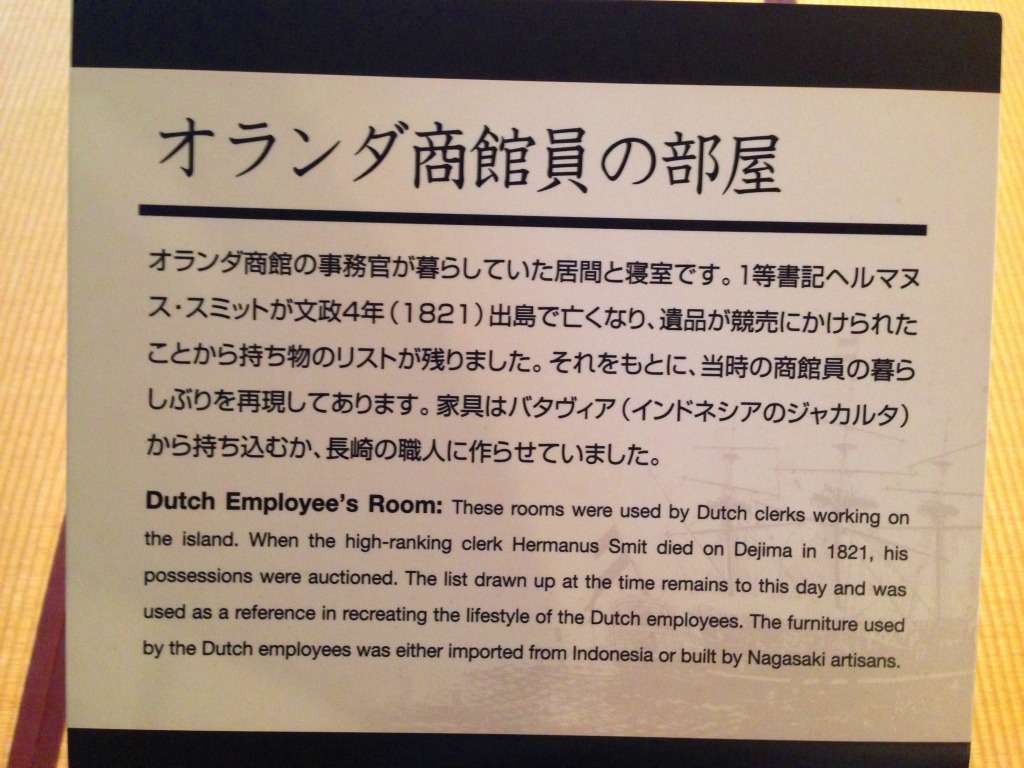 オランダ商館員の部屋
オランダ商館の事務官が暮らしていた居間と寝室です。1等書記ヘルマヌ
ス・スミットが文政4年（1821）出島で亡くなり、遺品が競売にかけられた
ことから持ち物のリストが残りました。それをもとに、当時の商館員の暮ら
しぶりを再現してあります。家具はバタヴィア（インドネシアのジャカルタ）
から持ち込むか、長崎の職人に作らせていました。
Dutch Employee's Room: These rooms were used by Dutch clerks working on
the island. When the high-ranking clerk Hermanus Smit died on Dejima in 1821, his
possessions were auctioned. The list drawn up at the time remains to this day and was
used as a reference in recreating the lifestyle of the Dutch employees. The furniture used
by the Dutch employees was either imported from Indonesia or built by Nagasaki artisans.